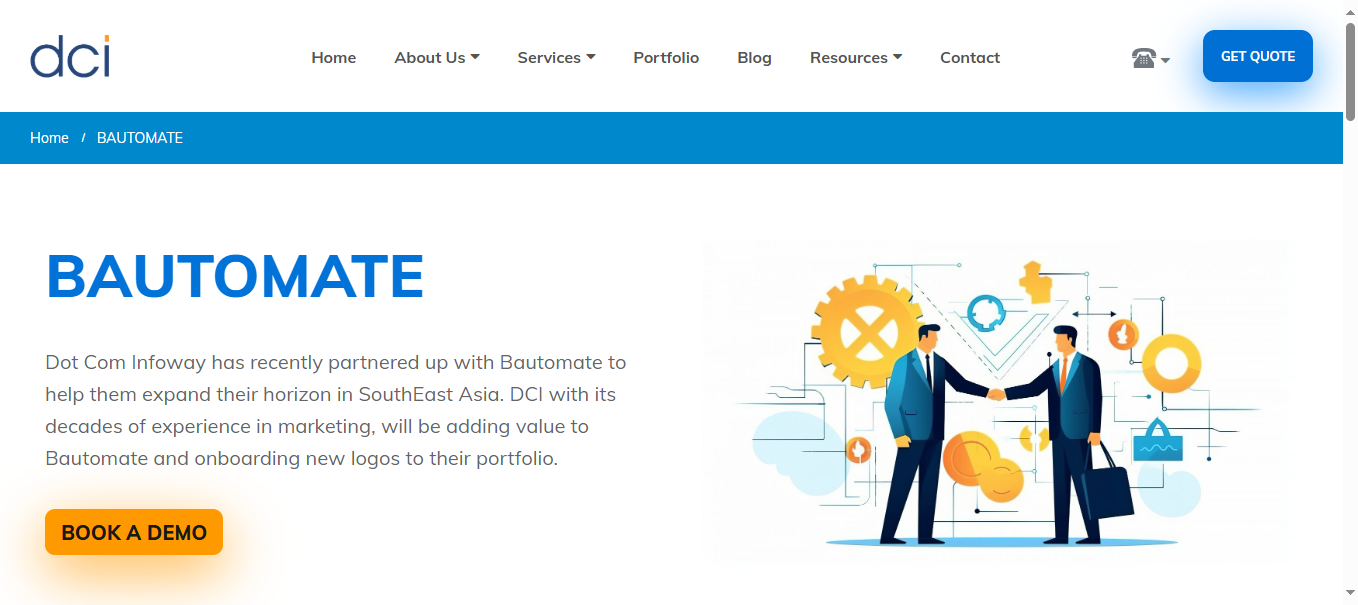 dci
Home About Us Services Portfolio Blog Resources Contact
GET QUOTE
Home / BAUTOMATE
BAUTOMATE
Dot Com Infoway has recently partnered up with Bautomate to
help them expand their horizon in SouthEast Asia. DCI with its
decades of experience in marketing, will be adding value to
Bautomate and onboarding new logos to their portfolio.
BOOK A DEMO